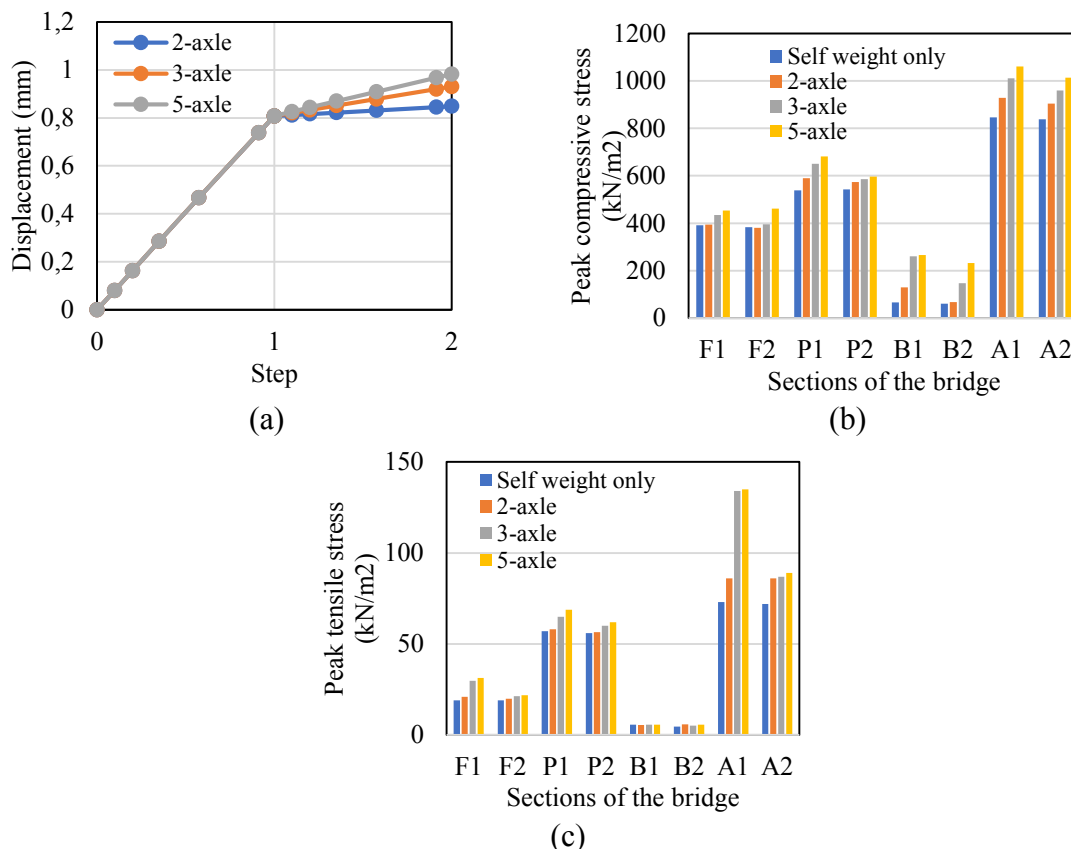 1,2
1
0,8
0,6
0,4
0,2
0
Displacement (mm)
2-axle
3-axle
5-axle
0 1 2
Step
(a)
1200
1000
800
600
400
200
0
Peak compressive stress
(kN/m2)
Self weight only
2-axle
3-axle
5-axle
F1 F2 P1 P2 B1 B2 A1 A2
Sections of the bridge
(b)
150
100
50
0
Peak tensile stress
(kN/m2)
Self weight only
2-axle
3-axle
5-axle
F1 F2 P1 P2 B1 B2 A1 A2
Sections of the bridge
(c)